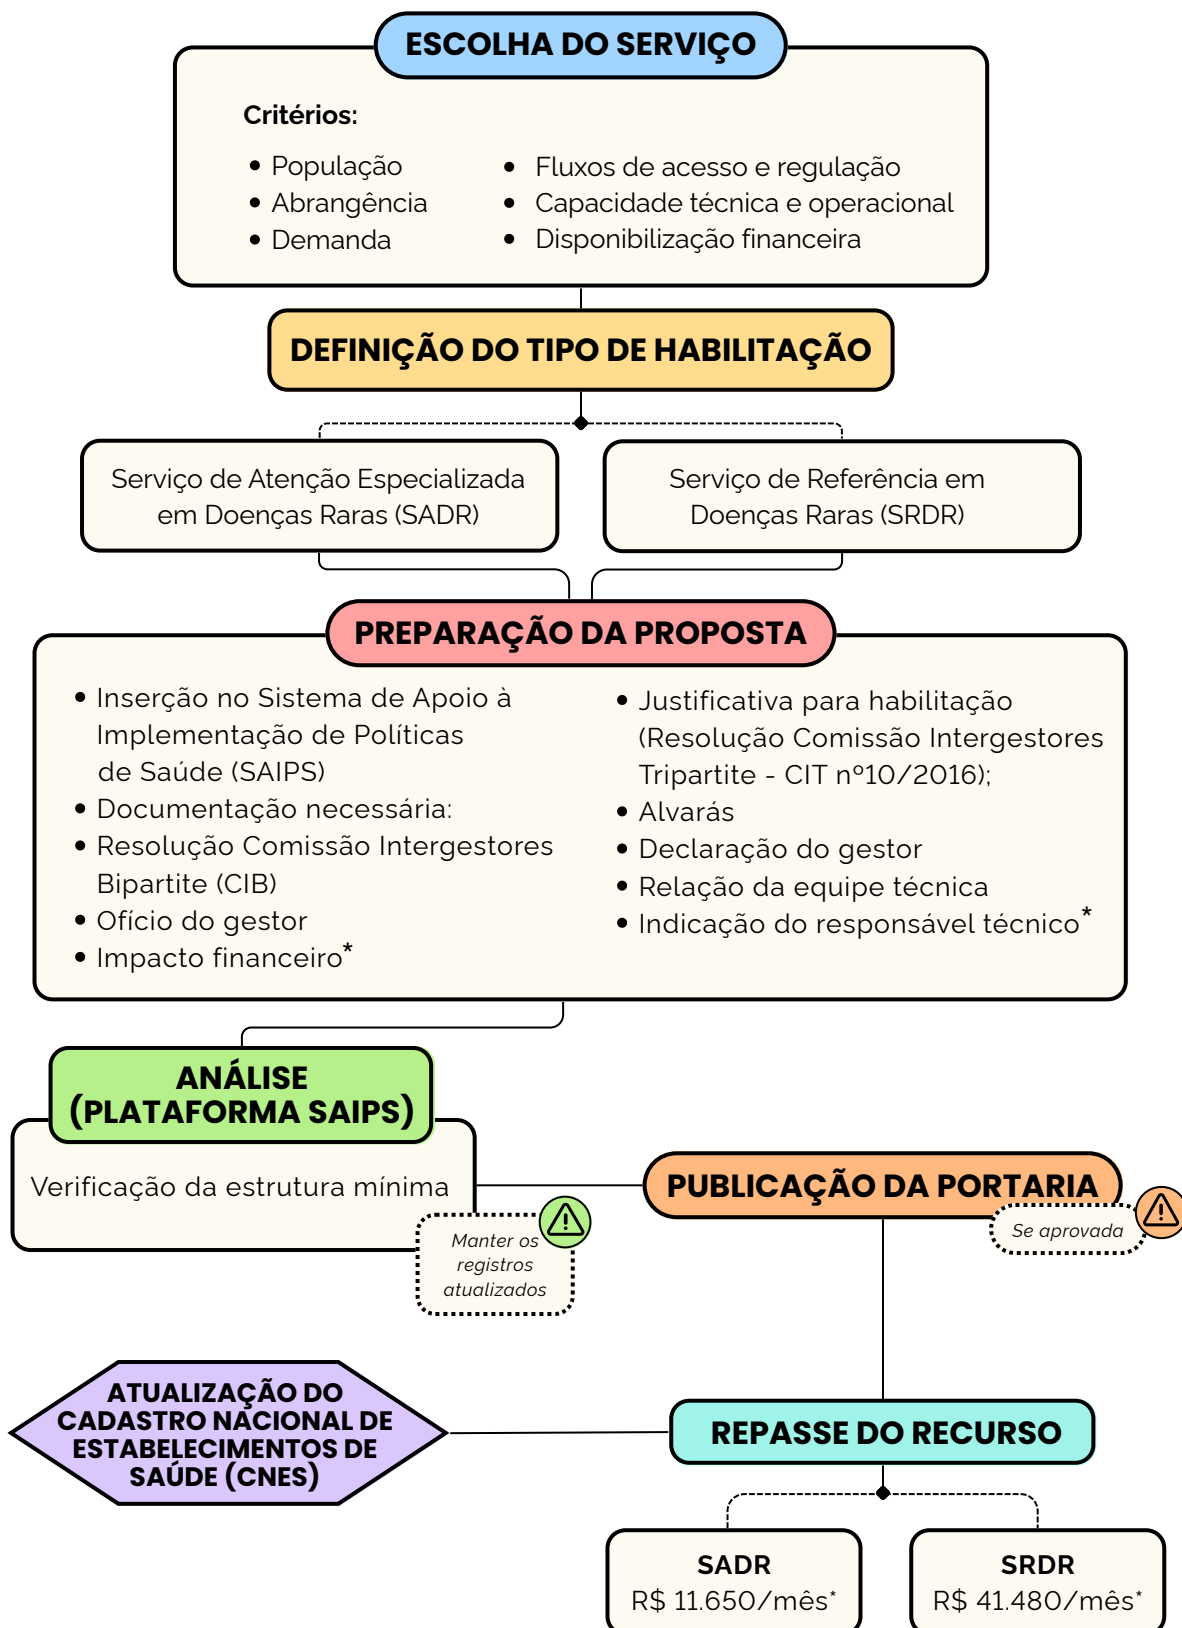 ESCOLHA DO SERVIÇO
Critérios:
• População
• Abrangência
• Demanda
• Fluxos de acesso e regulação
• Capacidade técnica e operacional
• Disponibilização financeira
DEFINIÇÃO DO TIPO DE HABILITAÇÃO
Serviço de Atenção Especializada
em Doenças Raras (SADR)
Serviço de Referência em
Doenças Raras (SRDR)
PREPARAÇÃO DA PROPOSTA
• Inserção no Sistema de Apoio à
Implementação de Políticas
de Saúde (SAIPS)
• Documentação necessária:
• Resolução Comissão Intergestores
Bipartite (CIB)
• Ofício do gestor
• Impacto financeiro*
• Justificativa para habilitação
(Resolução Comissão Intergestores
Tripartite - CIT nº10/2016);
• Alvarás
• Declaração do gestor
• Relação da equipe técnica
• Indicação do responsável técnico*
ANÁLISE
(PLATAFORMA SAIPS)
Verificação da estrutura mínima
Manter os
registros
atualizados
PUBLICAÇÃO DA PORTARIA
Se aprovada
ATUALIZAÇÃO DO
CADASTRO NACIONAL DE
ESTABELECIMENTOS DE
SAÚDE (CNES)
REPASSE DO RECURSO
SADR
R$ 11.650/mês*
SRDR
R$ 41.480/mês*